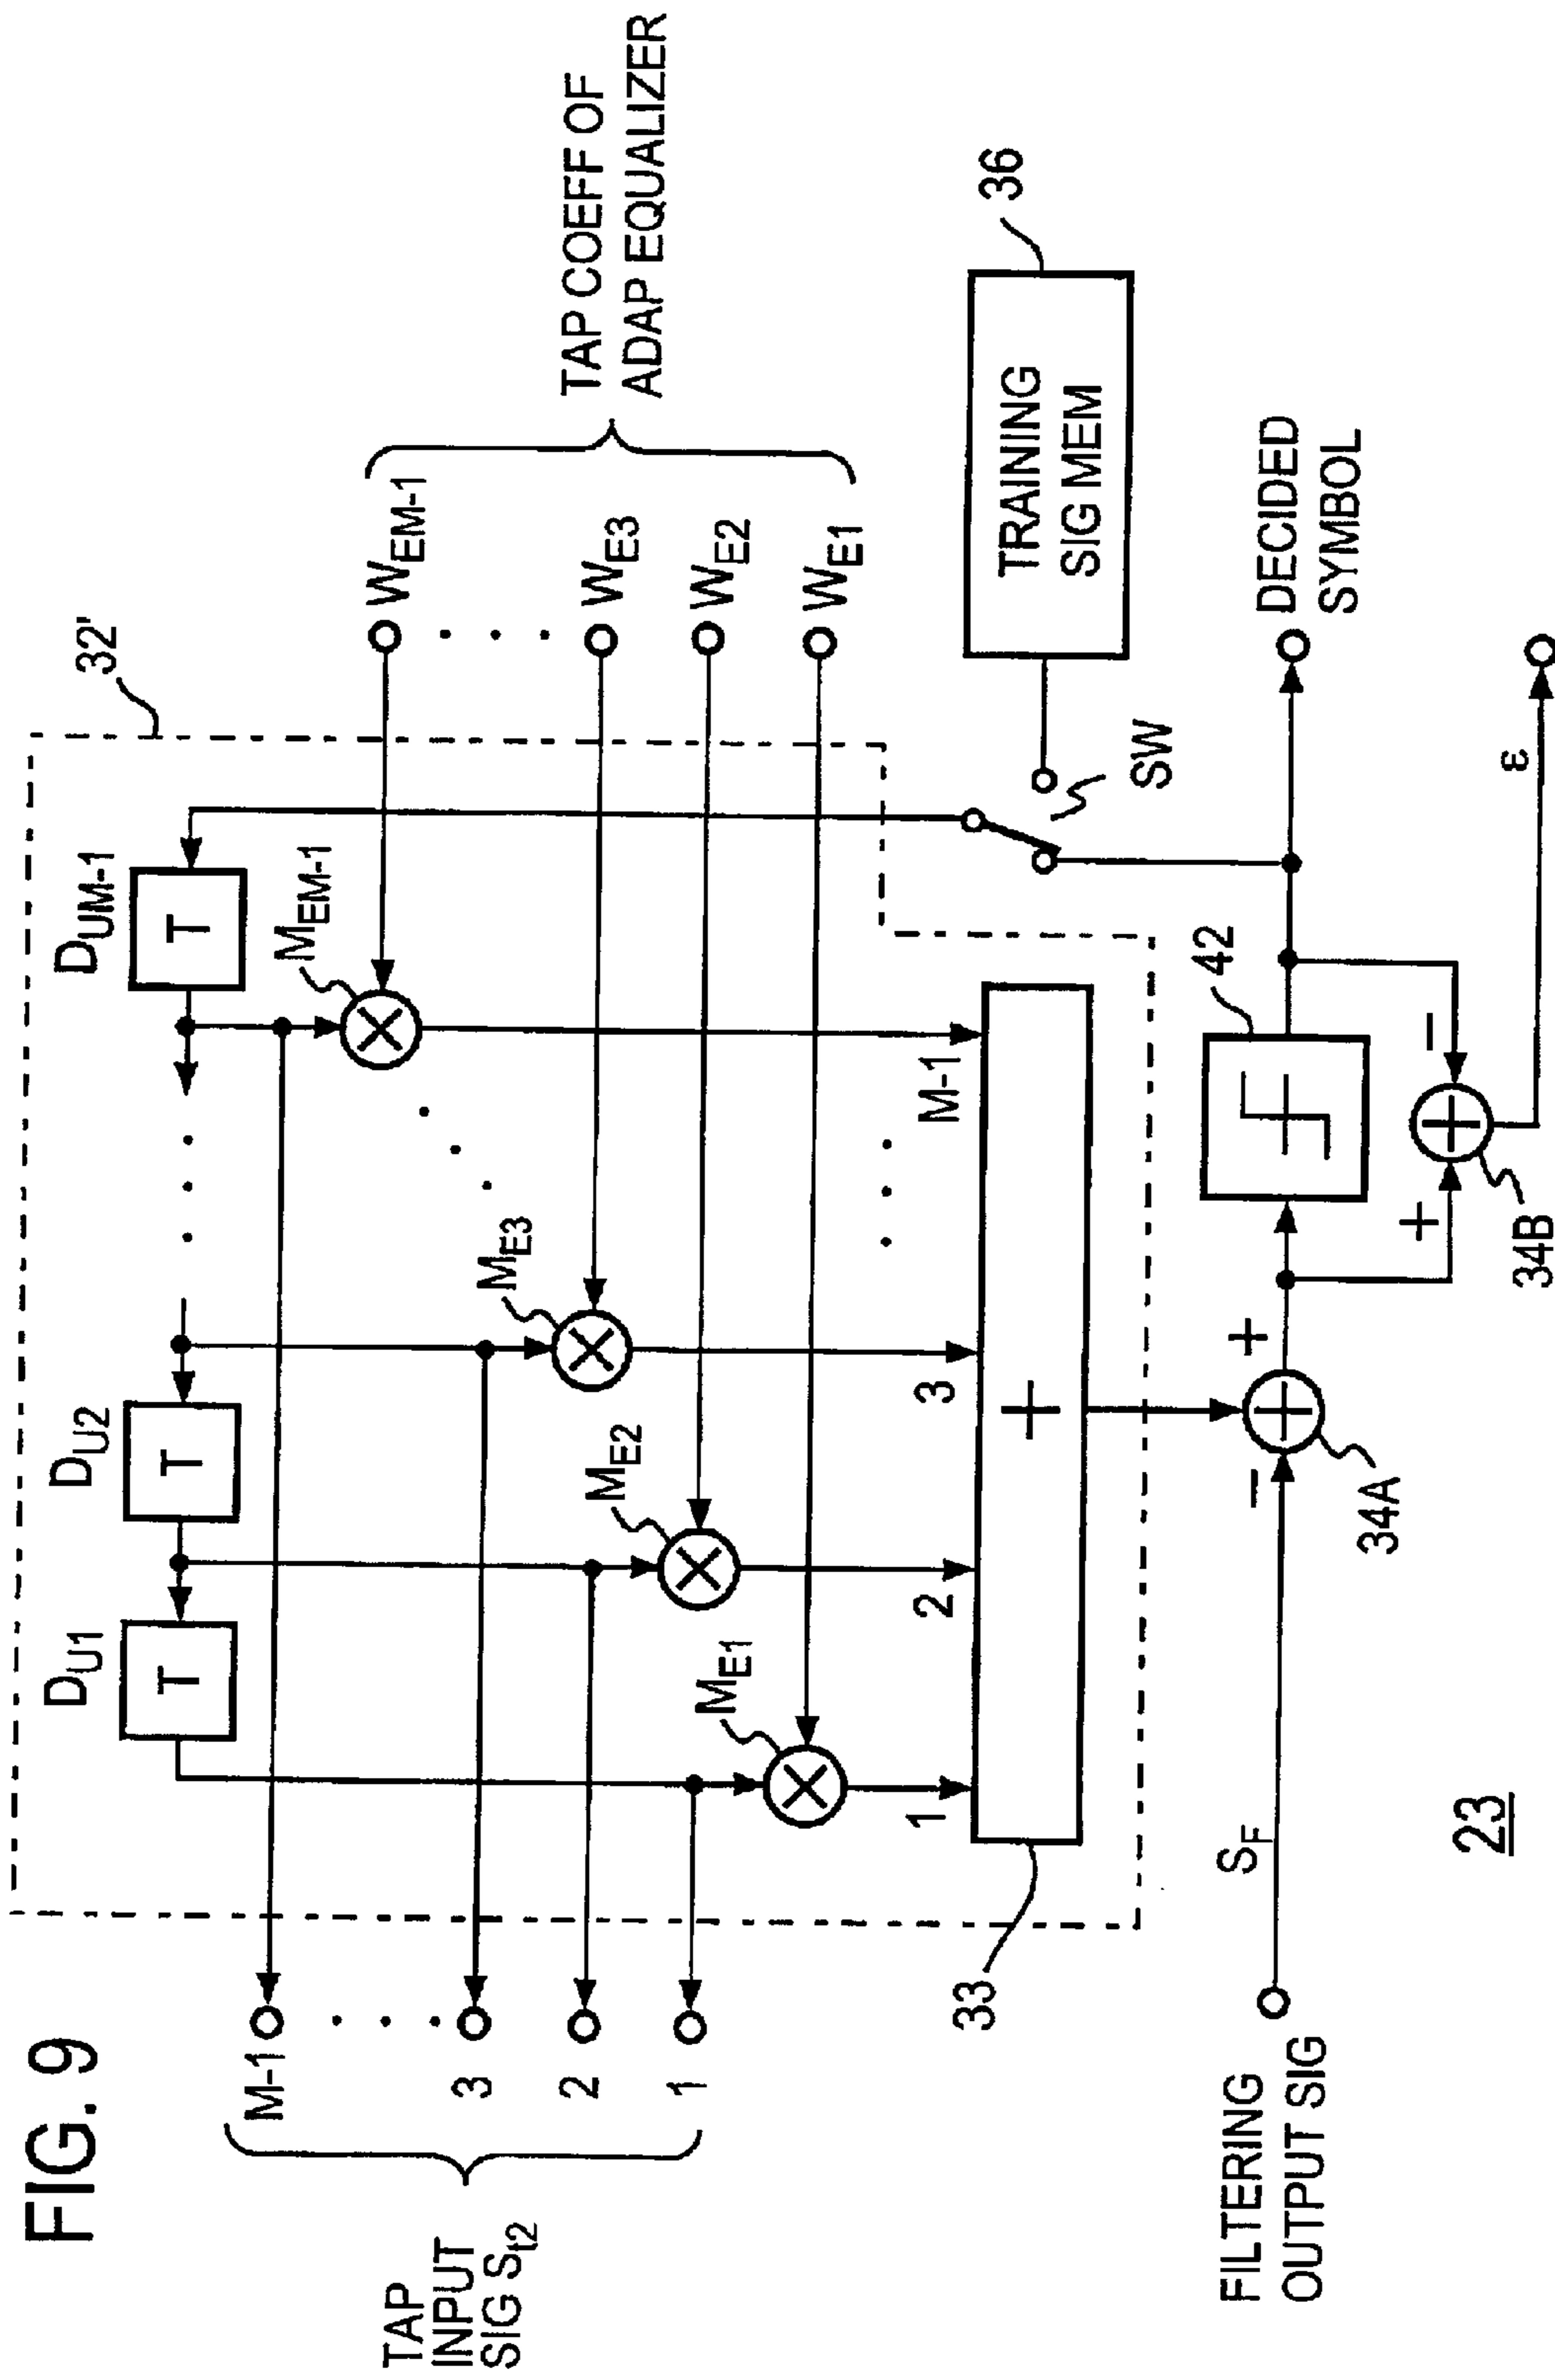 FIG. 9
32'
D_U1
D_U2
D_UM-1
T
T
T
M_EM-1
M_E3
M_E2
M_E1
W_EM-1
W_E3
W_E2
W_E1
TAP COEFF OF
ADAP EQUALIZER
M-1
3
2
1
TAP
INPUT
SIG S_t2
1
2
3
M-1
+
33
TRAINING
SIG MEM
36
SW
FILTERING
OUTPUT SIG
S_F
−
+
34A
42
+
−
34B
DECIDED
SYMBOL
ε
23